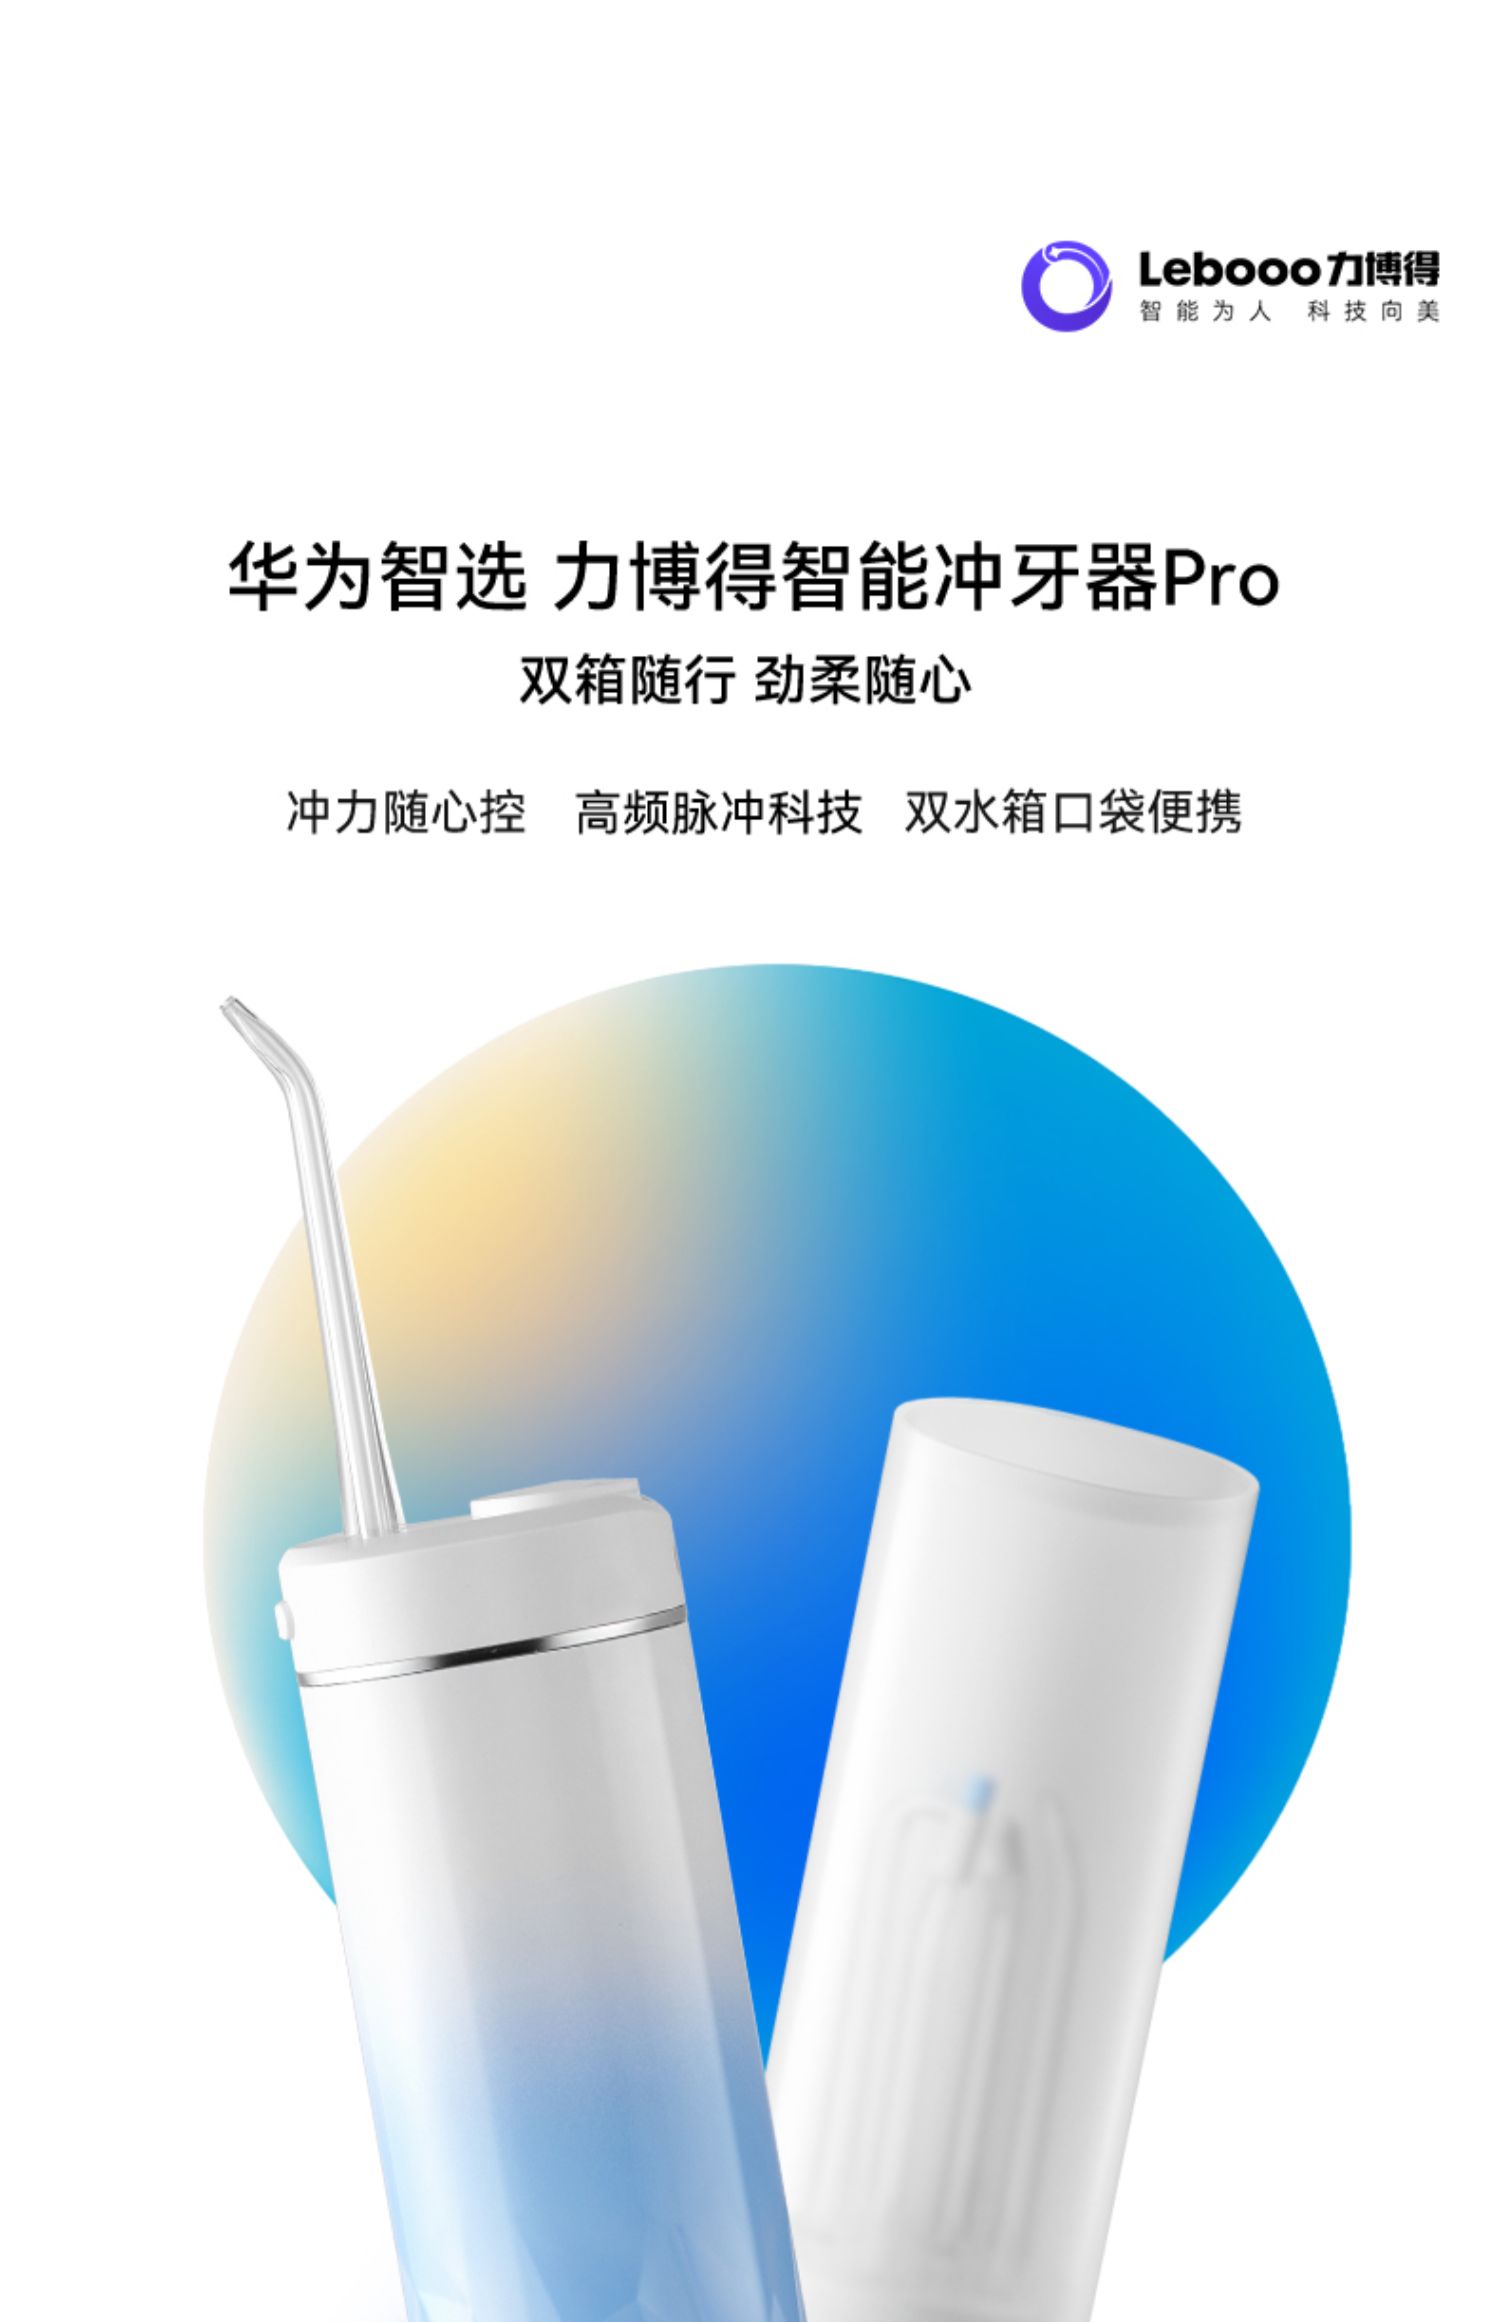 Lebooo力博得
智能为人 科技向美
华为智选 力博得智能冲牙器Pro
双箱随行 劲柔随心
冲力随心控 高频脉冲科技 双水箱口袋便携